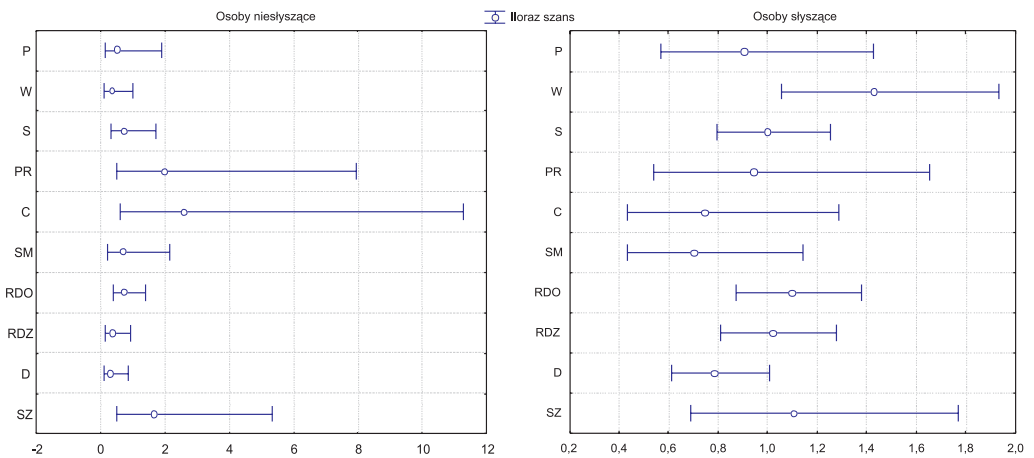 Osoby niesłyszące
Iloraz szans
Osoby słyszące
P
W
S
PR
C
SM
RDO
RDZ
D
SZ
-2 0 2 4 6 8 10 12
P
W
S
PR
C
SM
RDO
RDZ
D
SZ
0,2 0,4 0,6 0,8 1,0 1,2 1,4 1,6 1,8 2,0